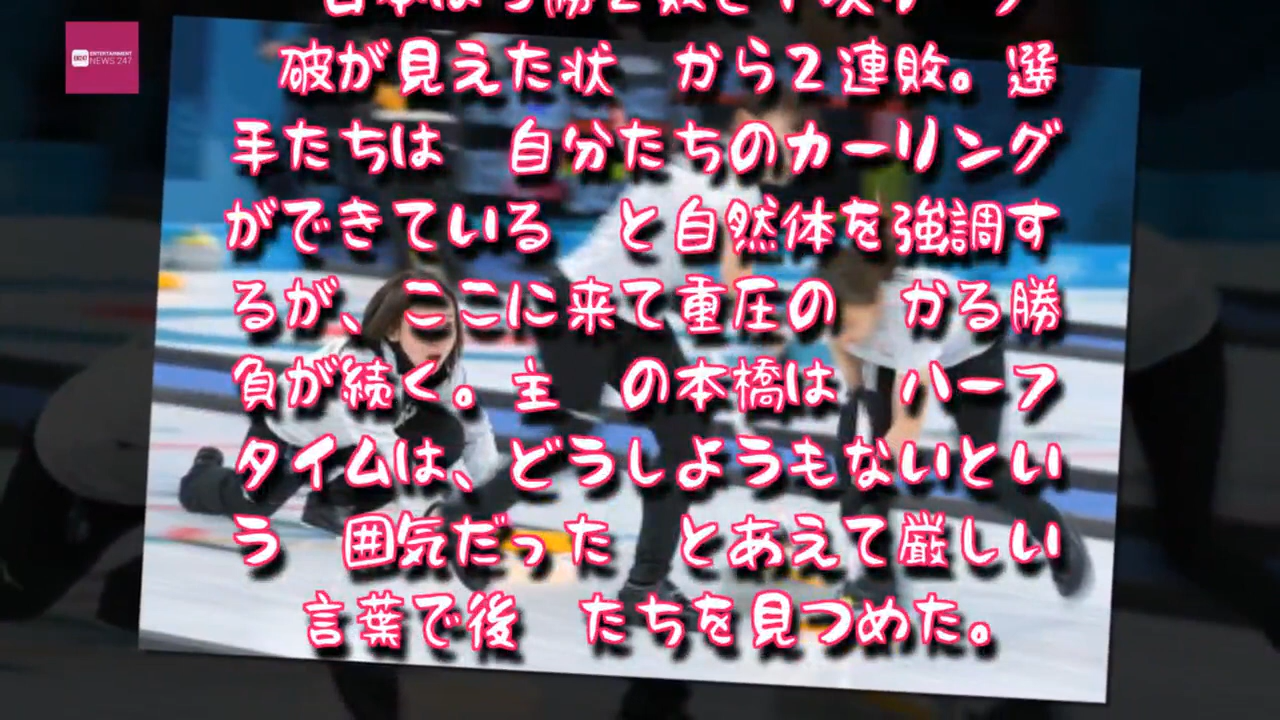 ENTERTAINMENT
NEWS 247
破が見えた状　から2連敗。選
手たちは　自分たちのカーリング
ができている　と自然体を強調す
るが、ここに来て重圧の　かる勝
負が続く。主　の本橋は　ハーフ
タイムは、どうしようもないとい
う　囲気だった　とあえて厳しい
言葉で後　たちを見つめた。